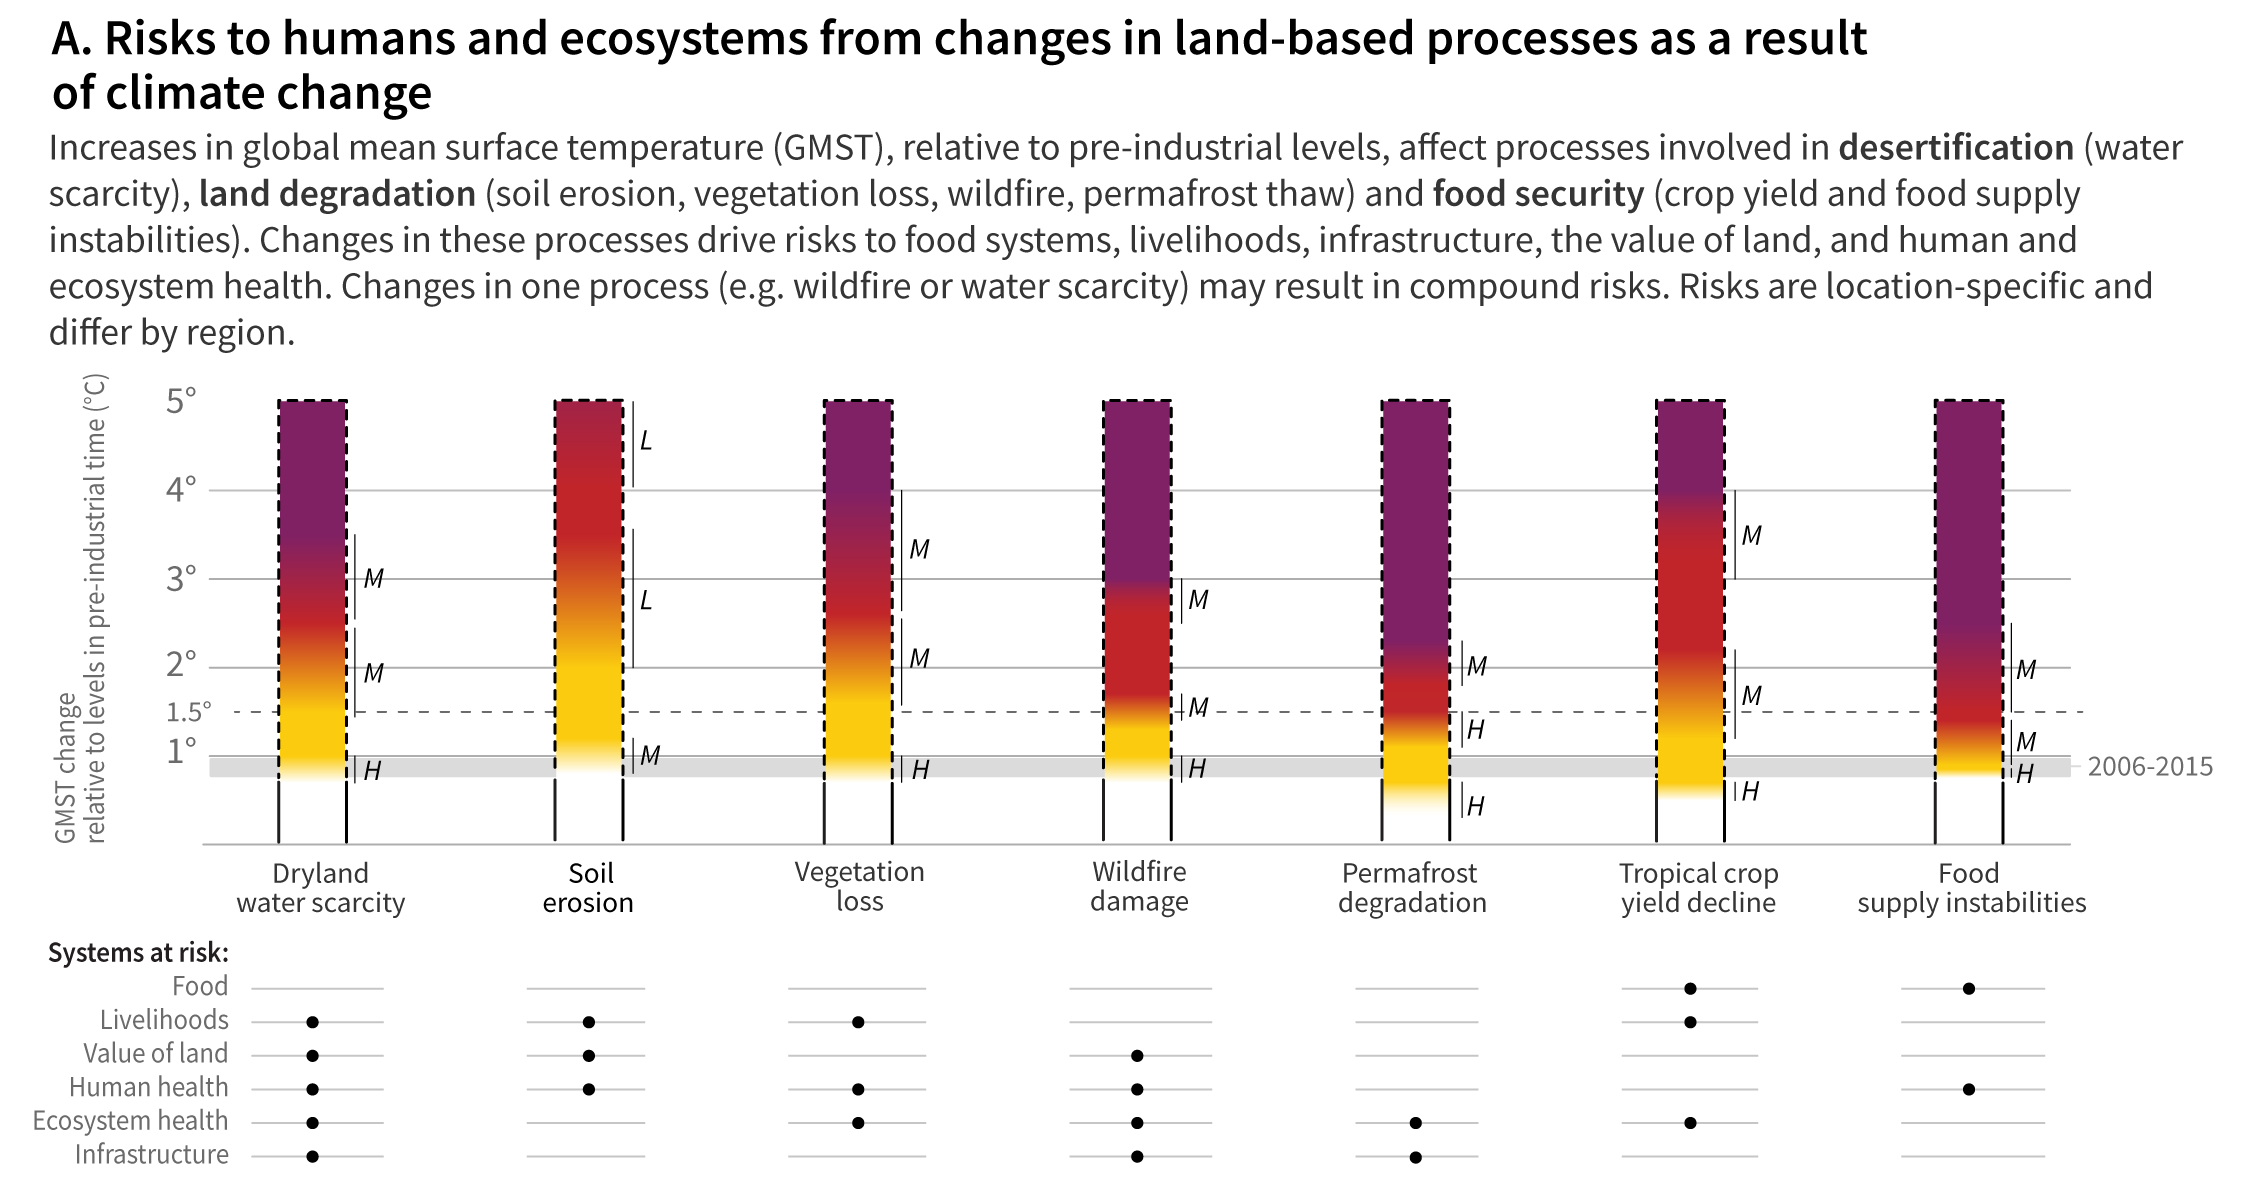 A. Risks to humans and ecosystems from changes in land-based processes as a result
of climate change
Increases in global mean surface temperature (GMST), relative to pre-industrial levels, affect processes involved in desertification (water
scarcity), land degradation (soil erosion, vegetation loss, wildfire, permafrost thaw) and food security (crop yield and food supply
instabilities). Changes in these processes drive risks to food systems, livelihoods, infrastructure, the value of land, and human and
ecosystem health. Changes in one process (e.g. wildfire or water scarcity) may result in compound risks. Risks are location-specific and
differ by region.
GMST change
relative to levels in pre-industrial time (°C)
5°
4°
3°
2°
1.5°
1°
M
M
H
L
L
M
M
M
H
M
M
H
M
H
H
M
M
H
M
M
H
2006-2015
Dryland
water scarcity
Soil
erosion
Vegetation
loss
Wildfire
damage
Permafrost
degradation
Tropical crop
yield decline
Food
supply instabilities
Systems at risk:
Food
Livelihoods
Value of land
Human health
Ecosystem health
Infrastructure